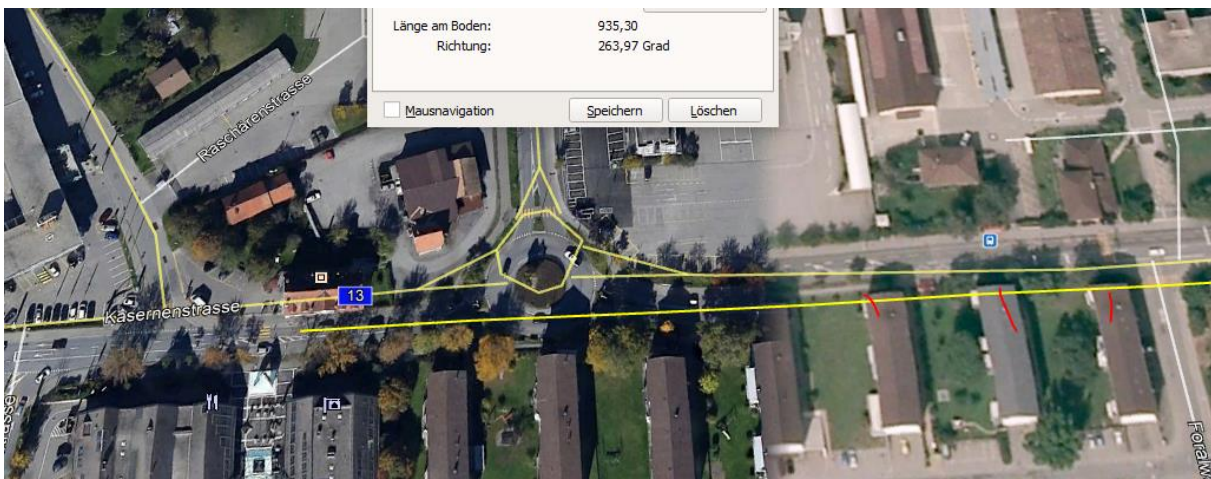 Länge am Boden: 935,30
Richtung: 263,97 Grad
Mausnavigation Speichern Löschen
Raschärenstrasse
13
Kasernenstrasse